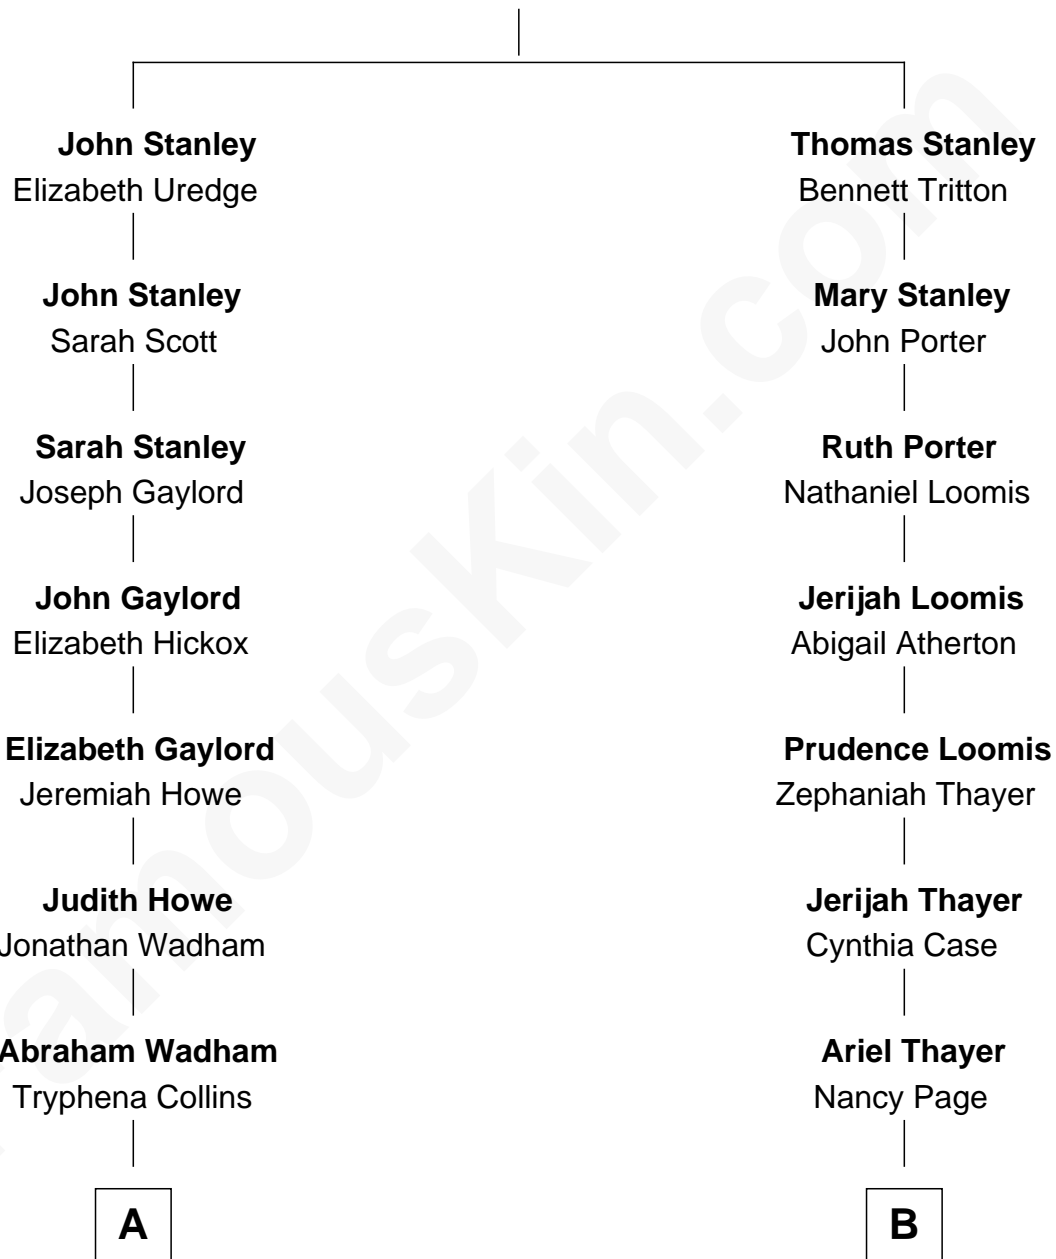 John Stanley
Elizabeth Uredge
John Stanley
Sarah Scott
Sarah Stanley
Joseph Gaylord
John Gaylord
Elizabeth Hickox
Elizabeth Gaylord
Jeremiah Howe
Judith Howe
Jonathan Wadham
Abraham Wadham
Tryphena Collins
A
Thomas Stanley
Bennett Tritton
Mary Stanley
John Porter
Ruth Porter
Nathaniel Loomis
Jerijah Loomis
Abigail Atherton
Prudence Loomis
Zephaniah Thayer
Jerijah Thayer
Cynthia Case
Ariel Thayer
Nancy Page
B
FamousKin.com